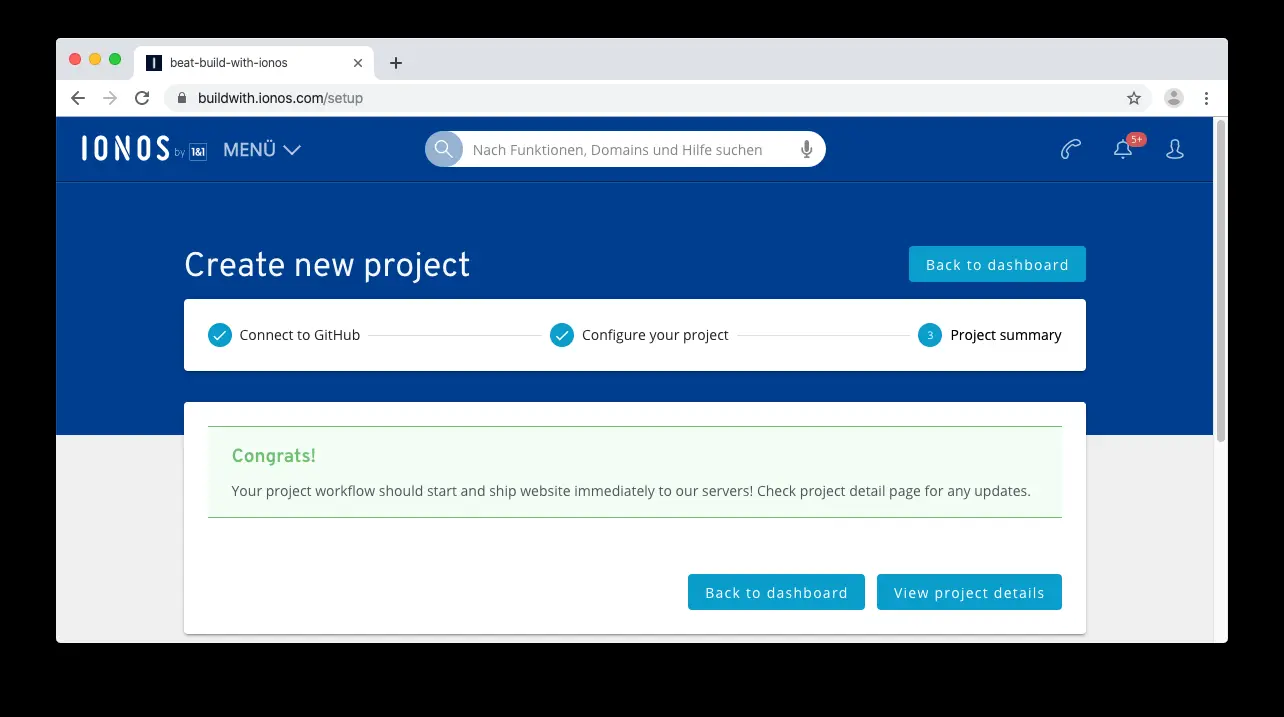 beat-build-with-ionos
buildwith.ionos.com/setup
IONOS by 1&1
MENÜ
Nach Funktionen, Domains und Hilfe suchen
5+
Create new project
Back to dashboard
Connect to GitHub
Configure your project
3 Project summary
Congrats!
Your project workflow should start and ship website immediately to our servers! Check project detail page for any updates.
Back to dashboard
View project details